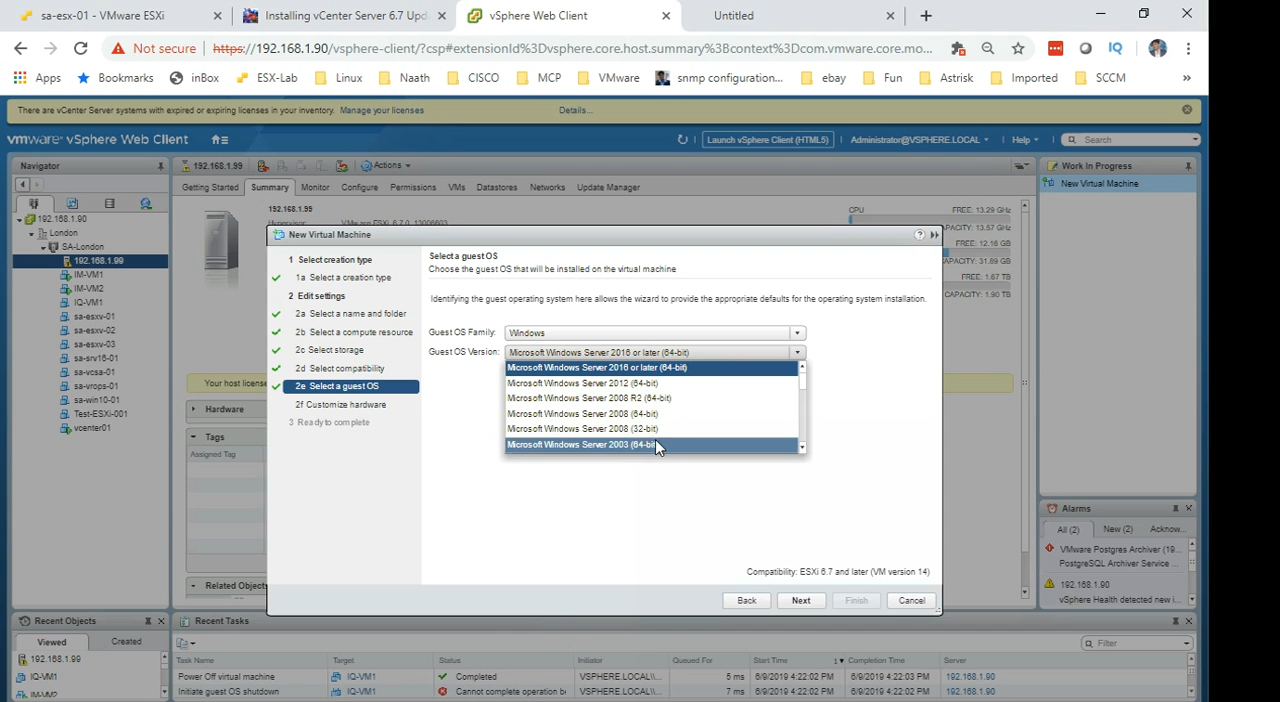 sa-esx-01 - VMware ESXi
Installing vCenter Server 6.7 Upd
vSphere Web Client
Untitled
Not secure
https://192.168.1.90/vsphere-client/?csp#extensionId%3Dvsphere.core.host.summary%3Bcontext%3Dcom.vmware.core.mo...
IQ
Apps
Bookmarks
inBox
ESX-Lab
Linux
Naath
CISCO
MCP
VMware
snmp configuration...
ebay
Fun
Astrisk
Imported
SCCM
»
There are vCenter Server systems with expired or expiring licenses in your inventory. Manage your licenses
Details...
vmware® vSphere Web Client
Launch vSphere Client (HTML5)
Administrator@VSPHERE.LOCAL
Help
Search
Navigator
192.168.1.90
London
SA-London
192.168.1.99
IM-VM1
IM-VM2
IQ-VM1
sa-esxv-01
sa-esxv-02
sa-esxv-03
sa-srv16-01
sa-vcsa-01
sa-vrops-01
sa-win10-01
Test-ESXi-001
vcenter01
192.168.1.99
Actions
Getting Started
Summary
Monitor
Configure
Permissions
VMs
Datastores
Networks
Update Manager
192.168.1.99
Hypervisor: VMware ESXi, 6.7.0, 13006603
CPU
FREE: 13.29 GHz
CAPACITY: 13.57 GHz
FREE: 12.16 GB
CAPACITY: 31.89 GB
FREE: 1.67 TB
CAPACITY: 1.90 TB
Your host license
Hardware
Tags
Assigned Tag
Related Objects
New Virtual Machine
1 Select creation type
1a Select a creation type
2 Edit settings
2a Select a name and folder
2b Select a compute resource
2c Select storage
2d Select compatibility
2e Select a guest OS
2f Customize hardware
3 Ready to complete
Select a guest OS
Choose the guest OS that will be installed on the virtual machine
Identifying the guest operating system here allows the wizard to provide the appropriate defaults for the operating system installation.
Guest OS Family:
Windows
Guest OS Version:
Microsoft Windows Server 2016 or later (64-bit)
Microsoft Windows Server 2016 or later (64-bit)
Microsoft Windows Server 2012 (64-bit)
Microsoft Windows Server 2008 R2 (64-bit)
Microsoft Windows Server 2008 (64-bit)
Microsoft Windows Server 2008 (32-bit)
Microsoft Windows Server 2003 (64-bit)
Compatibility: ESXi 6.7 and later (VM version 14)
Back
Next
Finish
Cancel
Work In Progress
New Virtual Machine
Alarms
All (2)
New (2)
Acknow...
VMware Postgres Archiver (19...
PostgreSQL Archiver Service ...
192.168.1.90
vSphere Health detected new i...
Recent Objects
Viewed
Created
192.168.1.99
IQ-VM1
IM-VM2
Recent Tasks
Filter
Task Name
Target
Status
Initiator
Queued For
Start Time
1
Completion Time
Server
Power Off virtual machine
IQ-VM1
Completed
VSPHERE.LOCAL\...
5 ms
6/9/2019 4:22:02 PM
6/9/2019 4:22:03 PM
192.168.1.90
Initiate guest OS shutdown
IQ-VM1
Cannot complete operation b
VSPHERE.LOCAL\...
7 ms
6/9/2019 4:22:02 PM
6/9/2019 4:22:02 PM
192.168.1.90